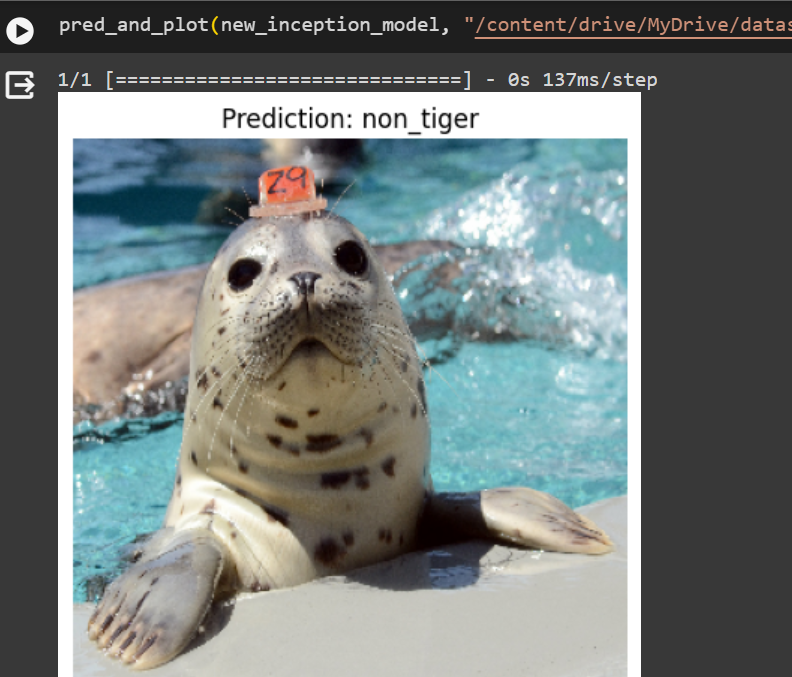 pred_and_plot(new_inception_model, "/content/drive/MyDrive/datas
1/1 [==============================] - 0s 137ms/step
Prediction: non_tiger
Z9